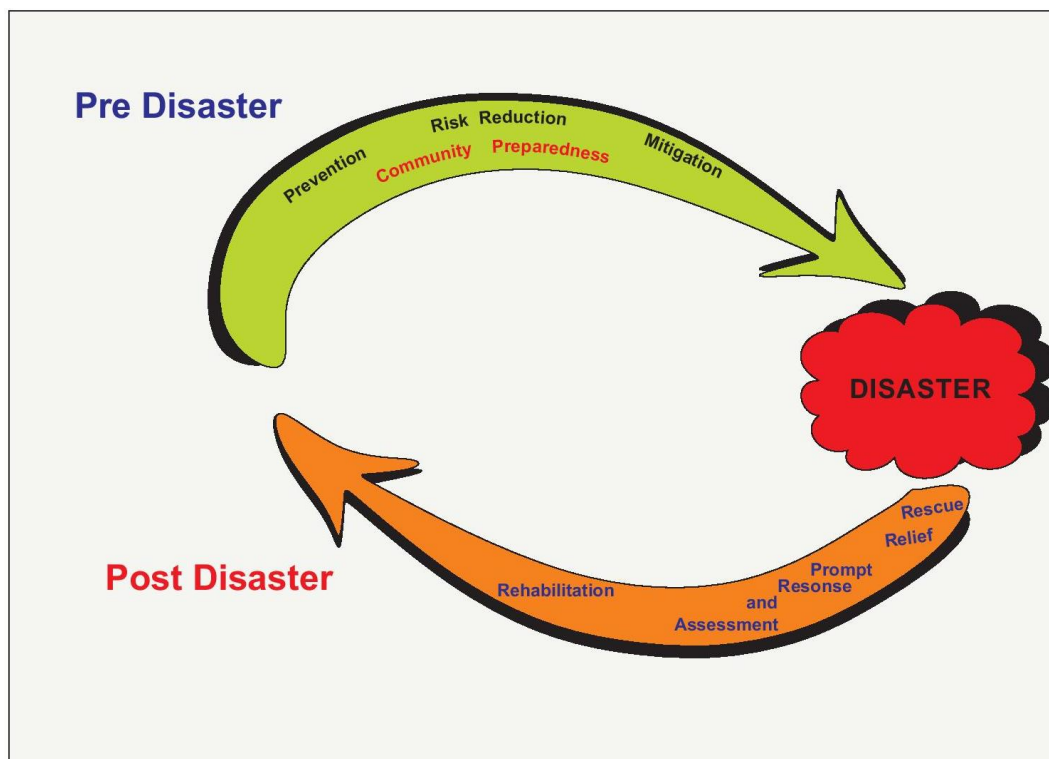 Pre Disaster
Risk Reduction
Prevention
Community Preparedness
Mitigation
DISASTER
Rescue
Relief
Prompt
Resonse
and
Assessment
Rehabilitation
Post Disaster